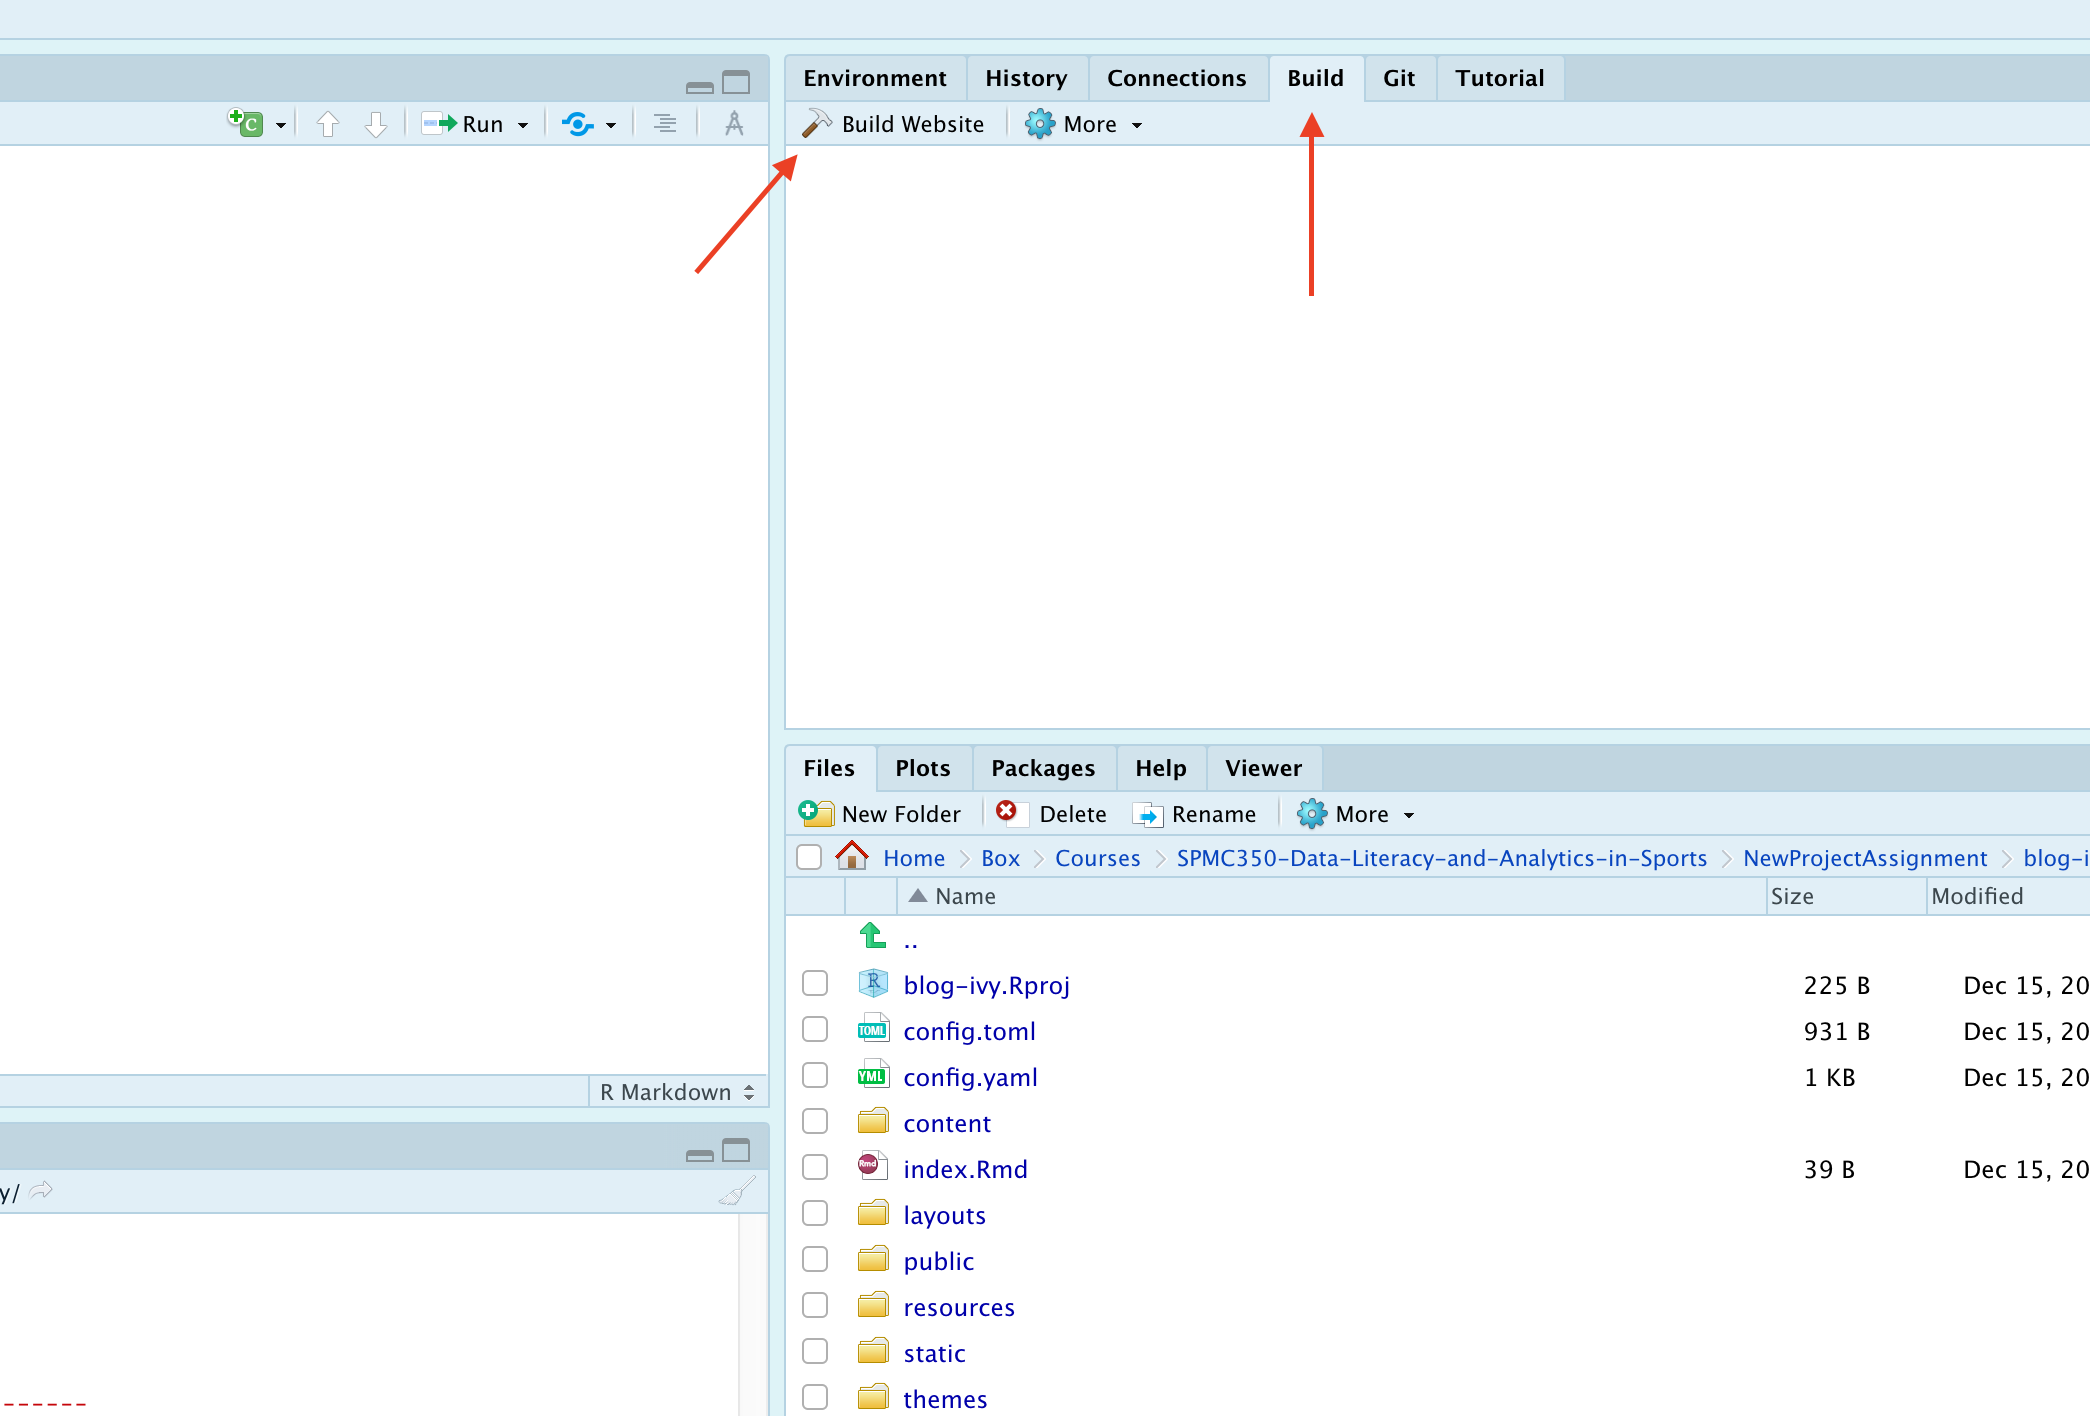 Environment History Connections Build Git Tutorial
C Run
Build Website More
R Markdown
y/
------
Files Plots Packages Help Viewer
New Folder Delete Rename More
Home Box Courses SPMC350-Data-Literacy-and-Analytics-in-Sports NewProjectAssignment blog-i
Name Size Modified
..
R blog-ivy.Rproj 225 B Dec 15, 20
TOML config.toml 931 B Dec 15, 20
YML config.yaml 1 KB Dec 15, 20
content
Rmd index.Rmd 39 B Dec 15, 20
layouts
public
resources
static
themes